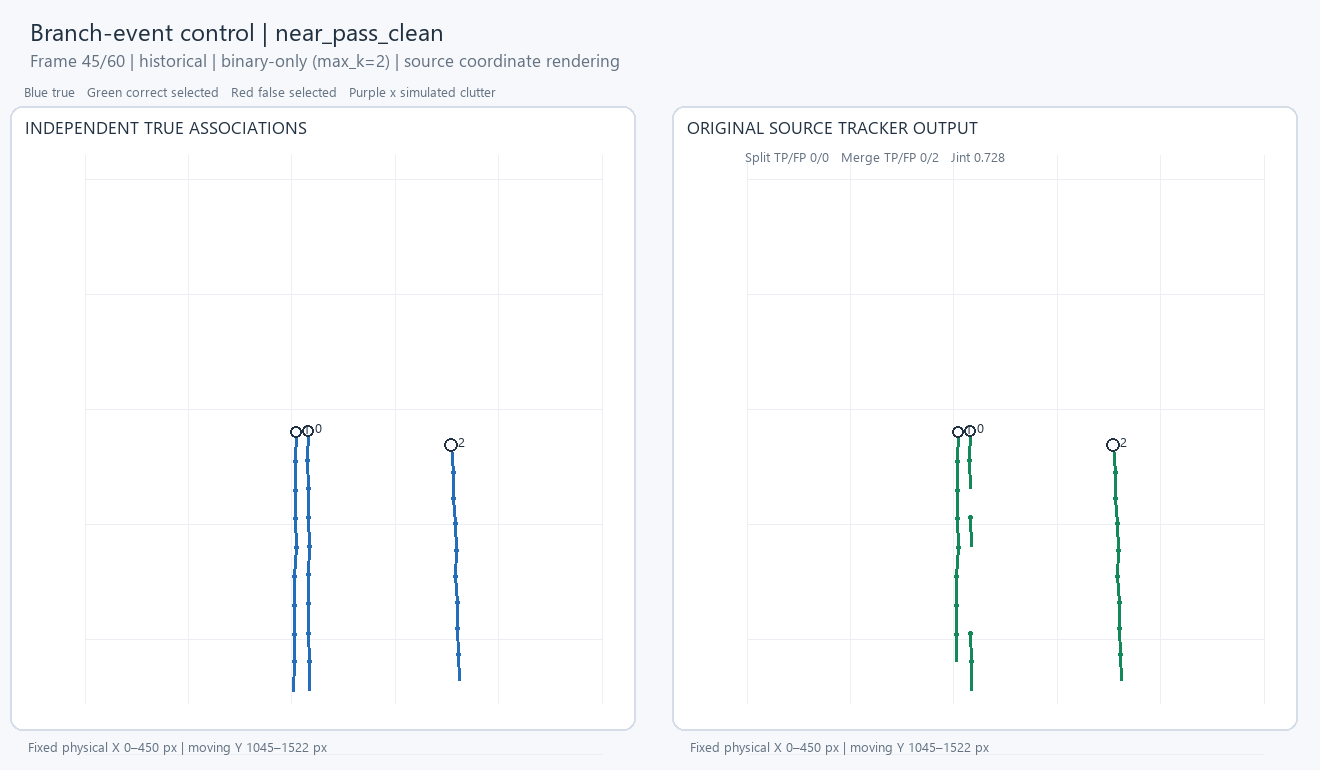 Branch-event control | near_pass_clean
Frame 45/60 | historical | binary-only (max_k=2) | source coordinate rendering
Blue true Green correct selected Red false selected Purple x simulated clutter
INDEPENDENT TRUE ASSOCIATIONS
0
2
Fixed physical X 0–450 px | moving Y 1045–1522 px
ORIGINAL SOURCE TRACKER OUTPUT
Split TP/FP 0/0 Merge TP/FP 0/2 Jint 0.728
0
2
Fixed physical X 0–450 px | moving Y 1045–1522 px